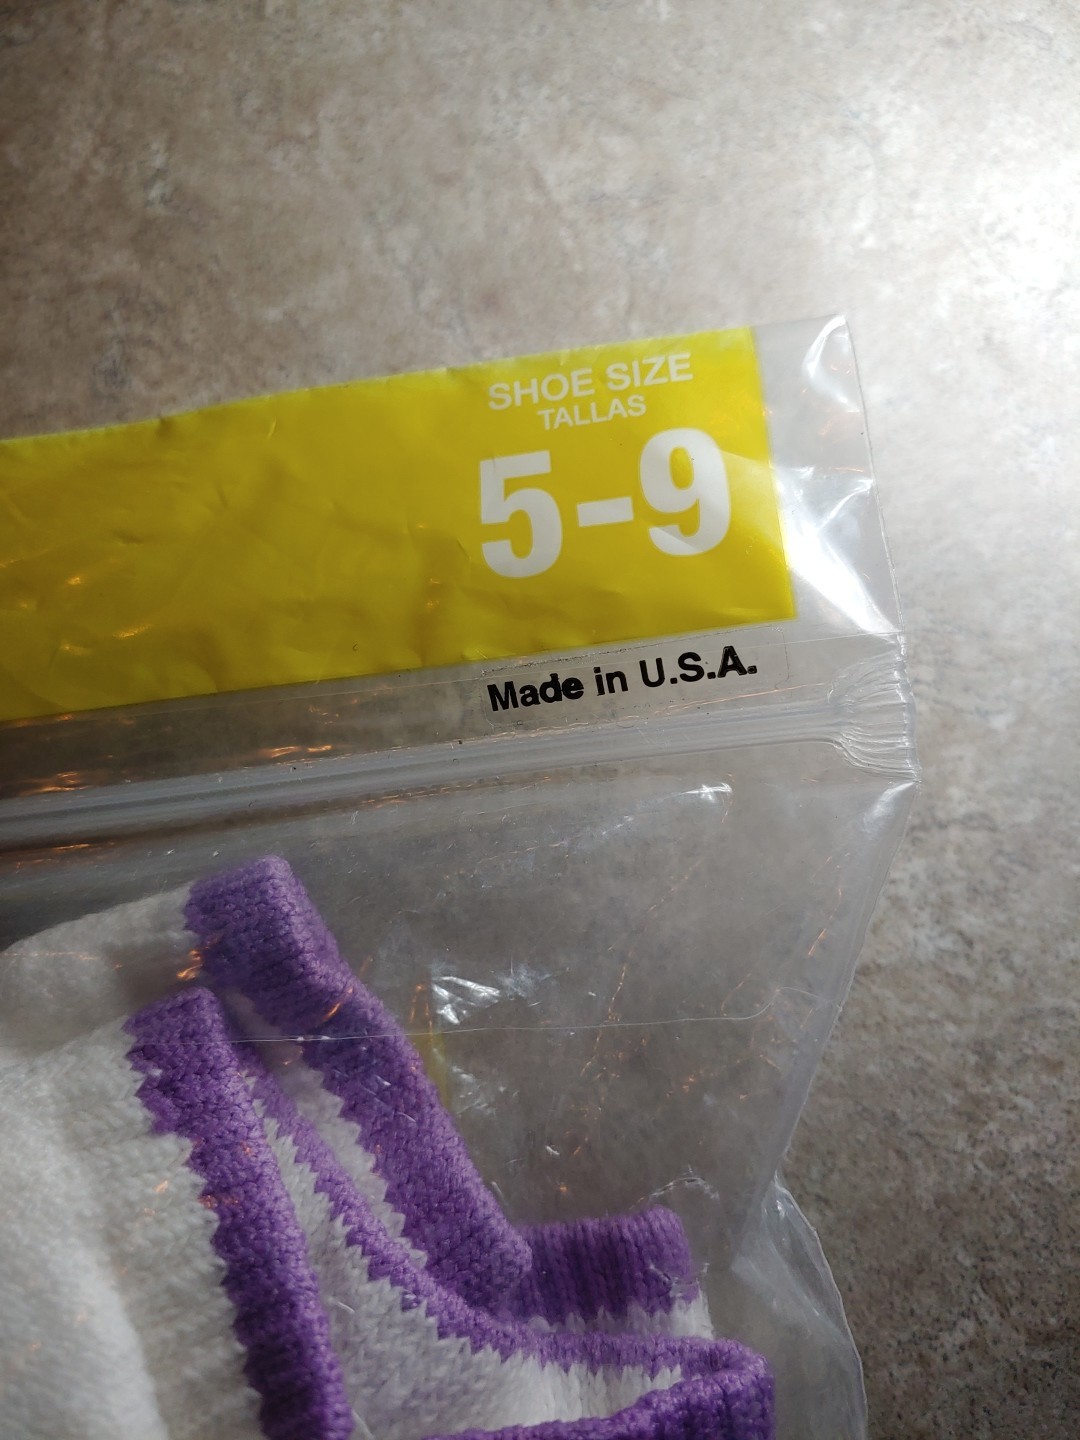 SHOE SIZE
TALLAS
5-9
Made in U.S.A.